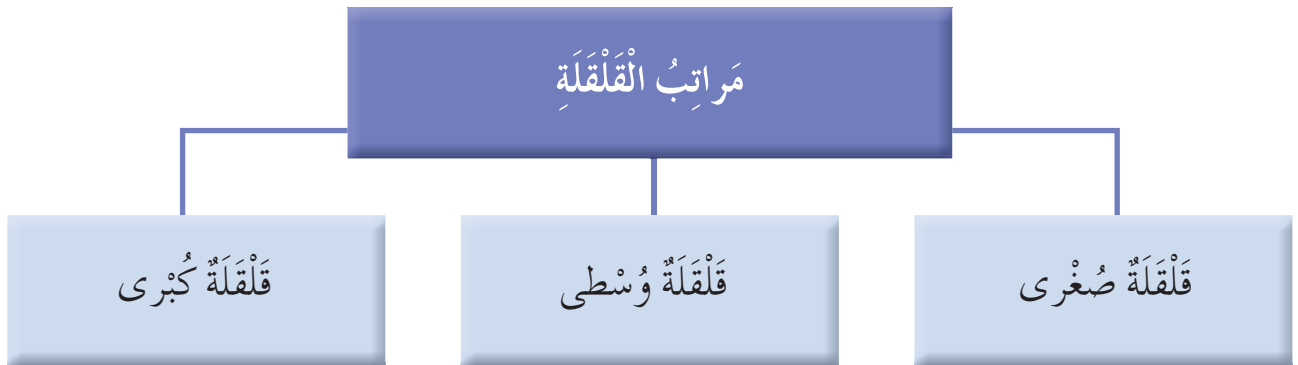 مَراتِبُ الْقَلْقَلَةِ
قَلْقَلَةٌ صُغْرى
قَلْقَلَةٌ وُسْطى
قَلْقَلَةٌ كُبْرى